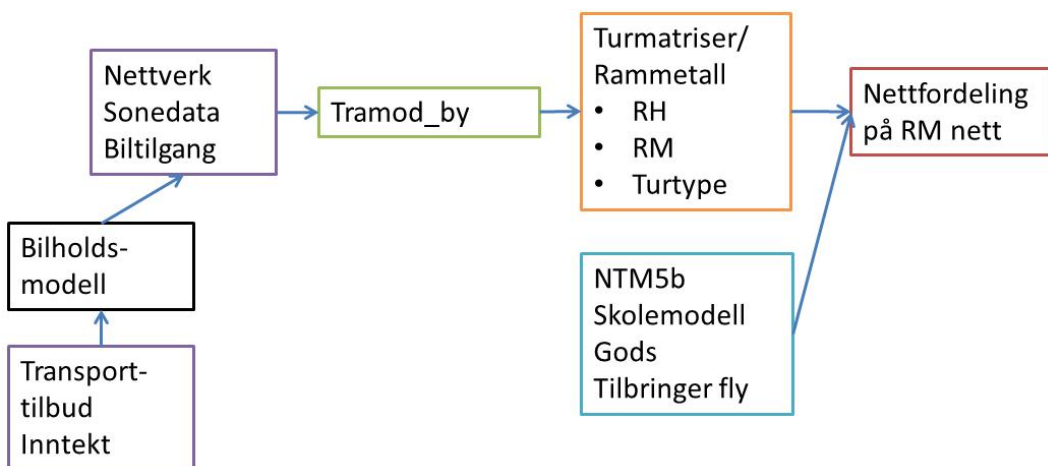 Nettverk
Sonedata
Biltilgang
Tramod_by
Turmatriser/
Rammetall
• RH
• RM
• Turtype
Nettfordeling
på RM nett
Bilholds-
modell
Transport-
tilbud
Inntekt
NTM5b
Skolemodell
Gods
Tilbringer fly